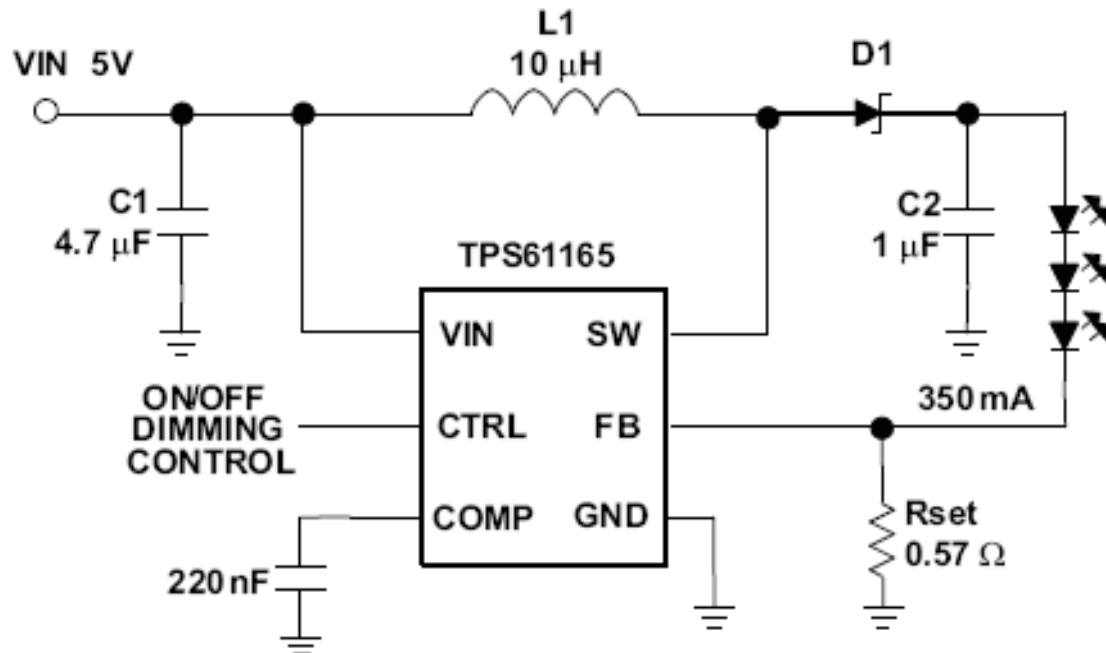 L1
10 μH
VIN 5V
D1
C1
4.7 μF
C2
1 μF
TPS61165
VIN
SW
ON/OFF
DIMMING
CONTROL
CTRL
FB
350 mA
COMP
GND
Rset
0.57 Ω
220 nF